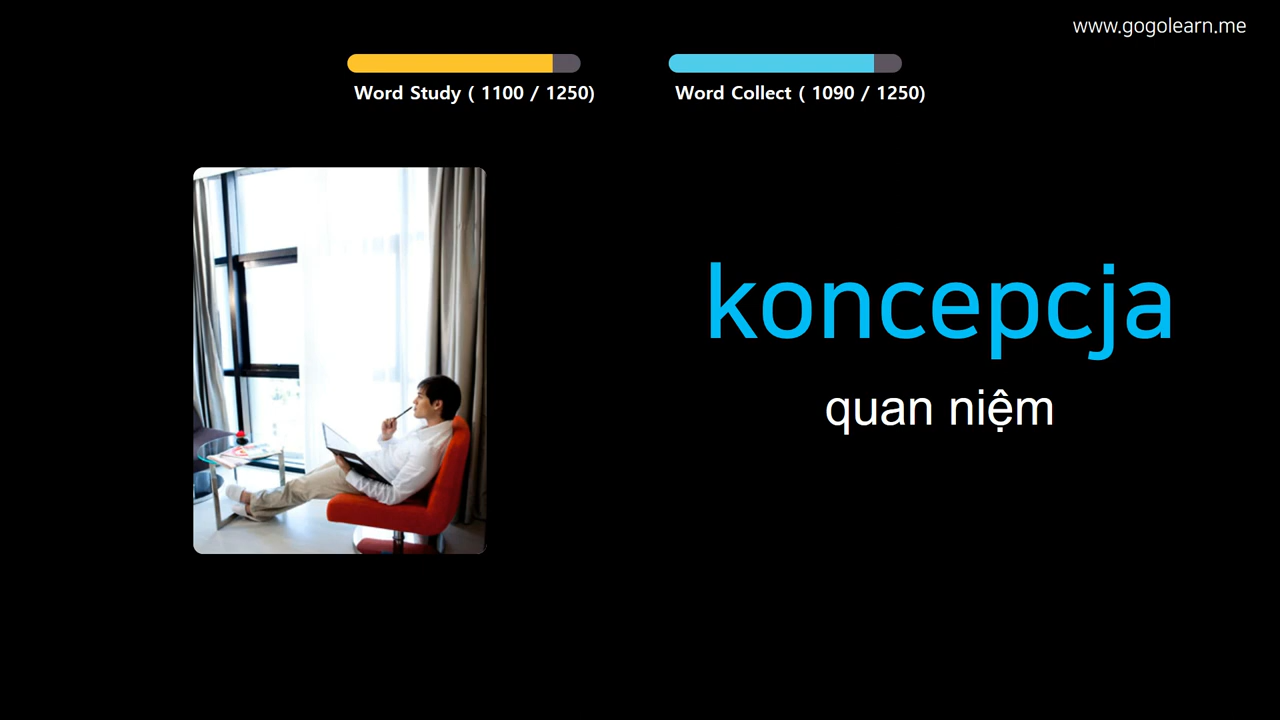 www.gogolearn.me
Word Study ( 1100 / 1250)
Word Collect ( 1090 / 1250)
koncepcja
quan niệm